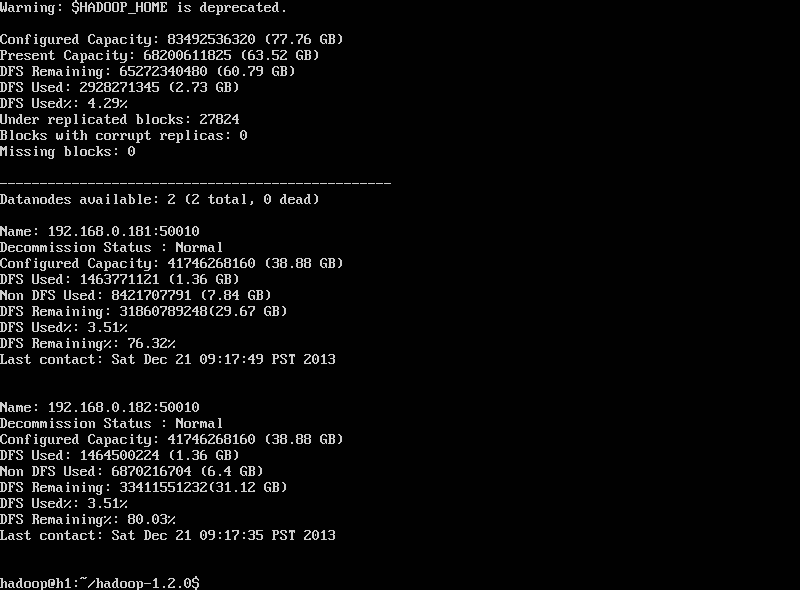 Warning: $HADOOP_HOME is deprecated.
Configured Capacity: 83492536320 (77.76 GB)
Present Capacity: 68200611825 (63.52 GB)
DFS Remaining: 65272340480 (60.79 GB)
DFS Used: 2928271345 (2.73 GB)
DFS Used%: 4.29%
Under replicated blocks: 27824
Blocks with corrupt replicas: 0
Missing blocks: 0
-------------------------------------------------
Datanodes available: 2 (2 total, 0 dead)
Name: 192.168.0.181:50010
Decommission Status : Normal
Configured Capacity: 41746268160 (38.88 GB)
DFS Used: 1463771121 (1.36 GB)
Non DFS Used: 8421707791 (7.84 GB)
DFS Remaining: 31860789248(29.67 GB)
DFS Used%: 3.51%
DFS Remaining%: 76.32%
Last contact: Sat Dec 21 09:17:49 PST 2013
Name: 192.168.0.182:50010
Decommission Status : Normal
Configured Capacity: 41746268160 (38.88 GB)
DFS Used: 1464500224 (1.36 GB)
Non DFS Used: 6870216704 (6.4 GB)
DFS Remaining: 33411551232(31.12 GB)
DFS Used%: 3.51%
DFS Remaining%: 80.03%
Last contact: Sat Dec 21 09:17:35 PST 2013
hadoop@h1:~/hadoop-1.2.0$